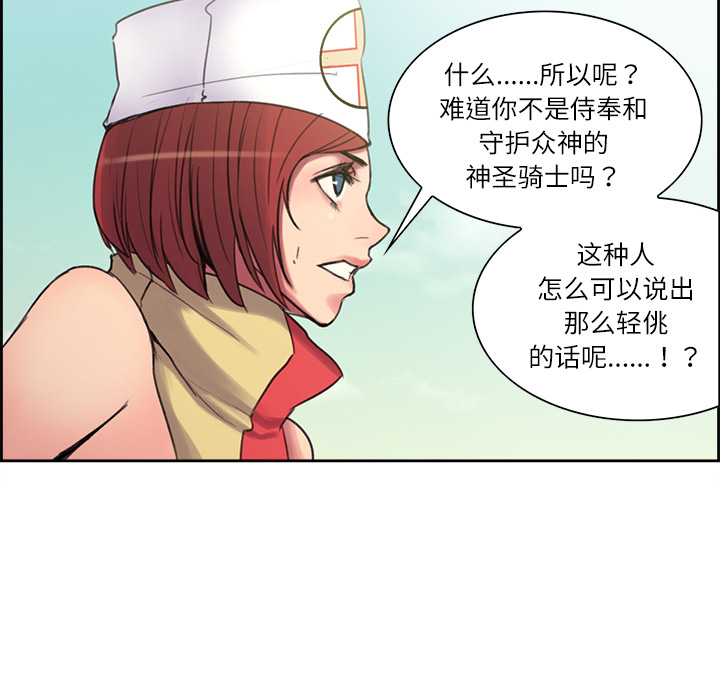 什么......所以呢？
难道你不是侍奉和
守护众神的
神圣骑士吗？
这种人
怎么可以说出
那么轻佻
的话呢......！？